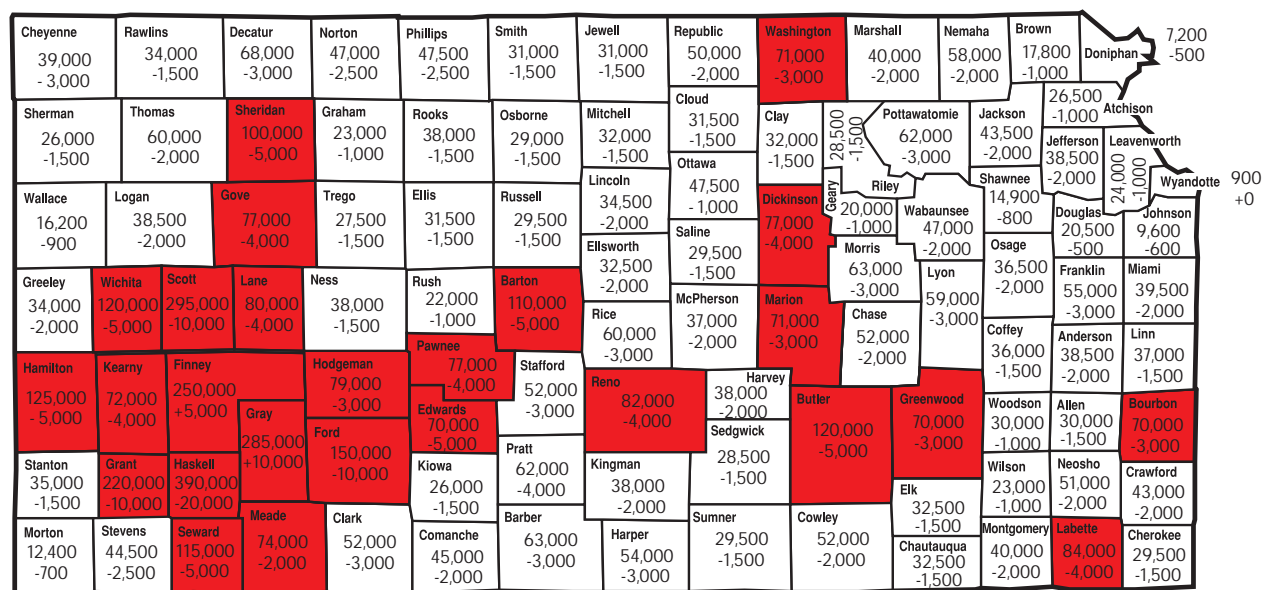 Cheyenne
39,000
- 3,000
Rawlins
34,000
-1,500
Decatur
68,000
-3,000
Norton
47,000
-2,500
Phillips
47,500
-2,500
Smith
31,000
-1,500
Jewell
31,000
-1,500
Republic
50,000
-2,000
Washington
71,000
-3,000
Marshall
40,000
-2,000
Nemaha
58,000
-2,000
Brown
17,800
-1,000
Doniphan
7,200
-500
Sherman
26,000
-1,500
Thomas
60,000
-2,000
Sheridan
100,000
-5,000
Graham
23,000
-1,000
Rooks
38,000
-1,500
Osborne
29,000
-1,500
Mitchell
32,000
-1,500
Cloud
31,500
-1,500
Clay
32,000
-1,500
28,500
-1,500
Pottawatomie
62,000
-3,000
Jackson
43,500
-2,000
26,500
-1,000
Atchison
Jefferson
38,500
-2,000
Leavenworth
24,000
-1,000
Wyandotte
900
+0
Wallace
16,200
-900
Logan
38,500
-2,000
Gove
77,000
-4,000
Trego
27,500
-1,500
Ellis
31,500
-1,500
Russell
29,500
-1,500
Lincoln
34,500
-2,000
Ottawa
47,500
-1,000
Dickinson
77,000
-4,000
Geary
20,000
-1,000
Riley
Wabaunsee
47,000
-2,000
Shawnee
14,900
-800
Douglas
20,500
-500
Johnson
9,600
-600
Ellsworth
32,500
-2,000
Saline
29,500
-1,500
Morris
63,000
-3,000
Osage
36,500
-2,000
Greeley
34,000
-2,000
Wichita
120,000
-5,000
Scott
295,000
-10,000
Lane
80,000
-4,000
Ness
38,000
-1,500
Rush
22,000
-1,000
Barton
110,000
-5,000
Rice
60,000
-3,000
McPherson
37,000
-2,000
Marion
71,000
-3,000
Chase
52,000
-2,000
Lyon
59,000
-3,000
Franklin
55,000
-3,000
Miami
39,500
-2,000
Coffey
36,000
-1,500
Anderson
38,500
-2,000
Linn
37,000
-1,500
Hamilton
125,000
- 5,000
Kearny
72,000
-4,000
Finney
250,000
+5,000
Hodgeman
79,000
-3,000
Pawnee
77,000
-4,000
Stafford
52,000
-3,000
Reno
82,000
-4,000
Harvey
38,000
-2,000
Butler
120,000
-5,000
Greenwood
70,000
-3,000
Woodson
30,000
-1,000
Allen
30,000
-1,500
Bourbon
70,000
-3,000
Gray
285,000
+10,000
Ford
150,000
-10,000
Edwards
70,000
-5,000
Sedgwick
28,500
-1,500
Stanton
35,000
-1,500
Grant
220,000
-10,000
Haskell
390,000
-20,000
Kiowa
26,000
-1,500
Pratt
62,000
-4,000
Kingman
38,000
-2,000
Elk
32,500
-1,500
Wilson
23,000
-1,000
Neosho
51,000
-2,000
Crawford
43,000
-2,000
Morton
12,400
-700
Stevens
44,500
-2,500
Seward
115,000
-5,000
Meade
74,000
-2,000
Clark
52,000
-3,000
Comanche
45,000
-2,000
Barber
63,000
-3,000
Harper
54,000
-3,000
Sumner
29,500
-1,500
Cowley
52,000
-2,000
Chautauqua
32,500
-1,500
Montgomery
40,000
-2,000
Labette
84,000
-4,000
Cherokee
29,500
-1,500